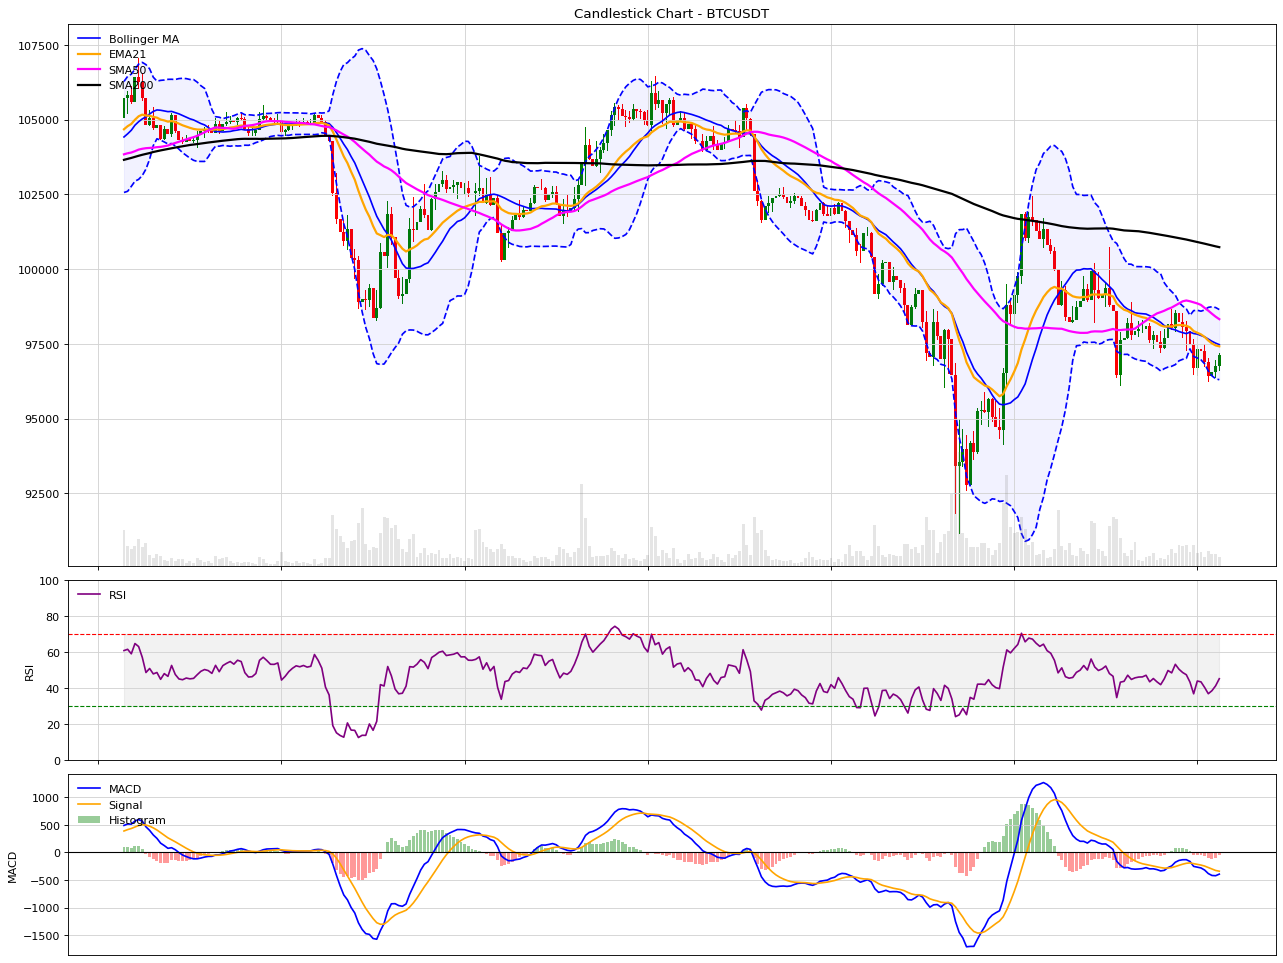 Candlestick Chart - BTCUSDT
107500
105000
102500
100000
97500
95000
92500
Bollinger MA
EMA21
SMA50
SMA200
100
80
60
40
20
0
RSI
RSI
1000
500
0
−500
−1000
−1500
MACD
MACD
Signal
Histogram